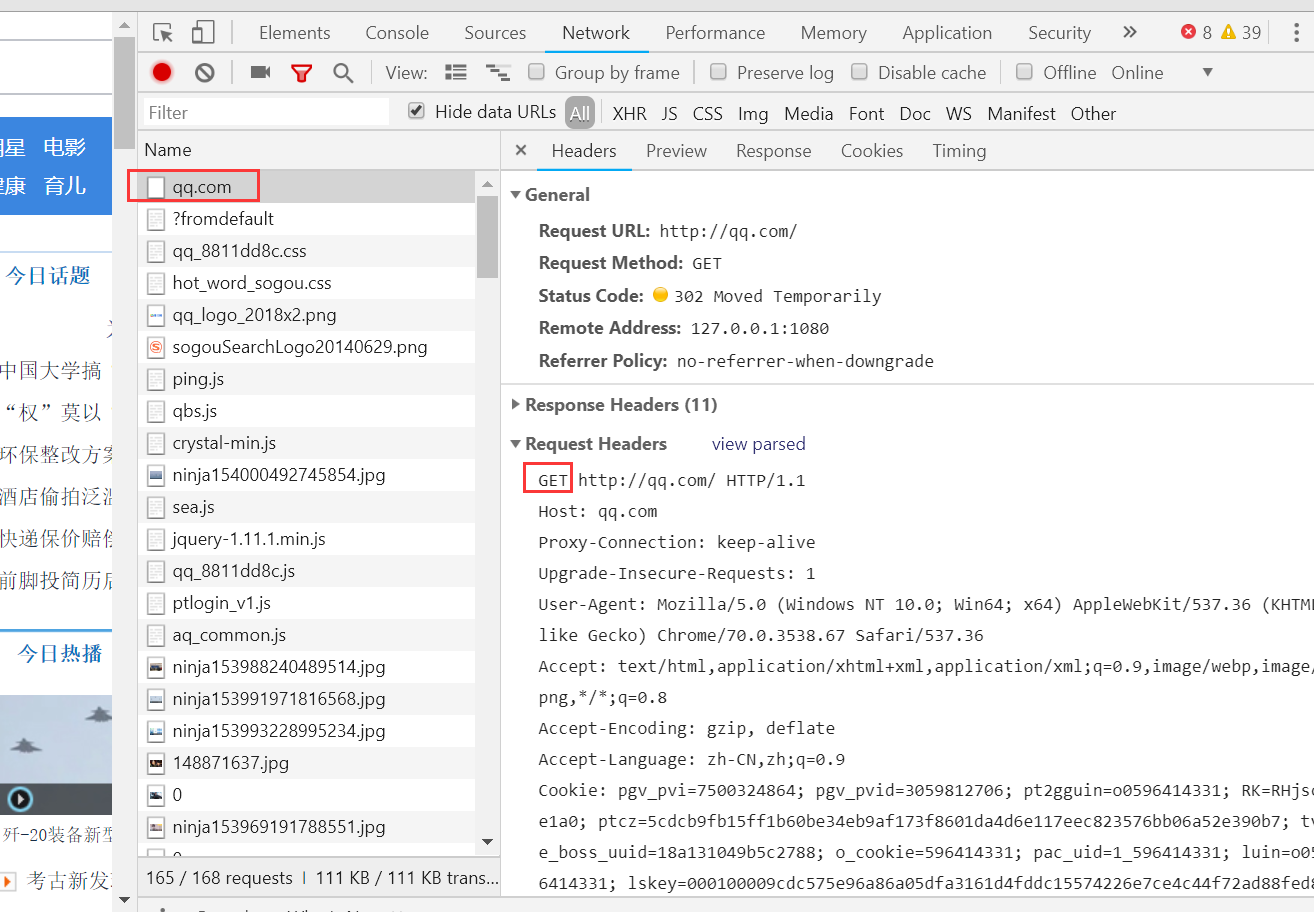 Elements Console Sources Network Performance Memory Application Security 8 39
View: Group by frame Preserve log Disable cache Offline Online
Filter Hide data URLs All XHR JS CSS Img Media Font Doc WS Manifest Other
明星 电影
健康 育儿
今日话题
中国大学搞
“权”莫以
环保整改方案
酒店偷拍泛滥
快递保价赔偿
前脚投简历后
今日热播
歼-20装备新型
考古新发
Name
qq.com
?fromdefault
qq_8811dd8c.css
hot_word_sogou.css
qq_logo_2018x2.png
sogouSearchLogo20140629.png
ping.js
qbs.js
crystal-min.js
ninja154000492745854.jpg
sea.js
jquery-1.11.1.min.js
qq_8811dd8c.js
ptlogin_v1.js
aq_common.js
ninja153988240489514.jpg
ninja153991971816568.jpg
ninja153993228995234.jpg
148871637.jpg
0
ninja153969191788551.jpg
165 / 168 requests | 111 KB / 111 KB trans...
× Headers Preview Response Cookies Timing
General
Request URL: http://qq.com/
Request Method: GET
Status Code: 302 Moved Temporarily
Remote Address: 127.0.0.1:1080
Referrer Policy: no-referrer-when-downgrade
Response Headers (11)
Request Headers view parsed
GET http://qq.com/ HTTP/1.1
Host: qq.com
Proxy-Connection: keep-alive
Upgrade-Insecure-Requests: 1
User-Agent: Mozilla/5.0 (Windows NT 10.0; Win64; x64) AppleWebKit/537.36 (KHTML
like Gecko) Chrome/70.0.3538.67 Safari/537.36
Accept: text/html,application/xhtml+xml,application/xml;q=0.9,image/webp,image/
png,*/*;q=0.8
Accept-Encoding: gzip, deflate
Accept-Language: zh-CN,zh;q=0.9
Cookie: pgv_pvi=7500324864; pgv_pvid=3059812706; pt2gguin=o0596414331; RK=RHjsc
e1a0; ptcz=5cdcb9fb15ff1b60be34eb9af173f8601da4d6e117eec823576bb06a52e390b7; tv
e_boss_uuid=18a131049b5c2788; o_cookie=596414331; pac_uid=1_596414331; luin=o05
6414331; lskey=000100009cdc575e96a86a05dfa3161d4fddc15574226e7ce4c44f72ad88fed8